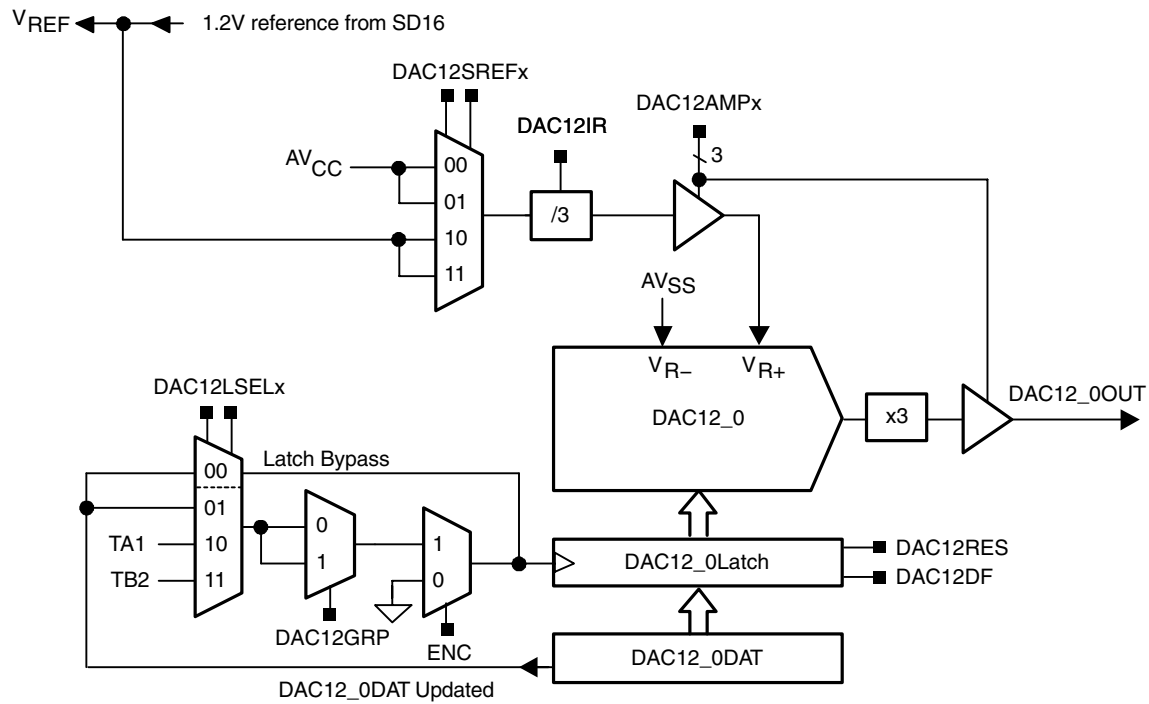 VREF
1.2V reference from SD16
DAC12SREFx
DAC12AMPx
DAC12IR
3
AVCC
00
01
10
11
/3
AVSS
VR−
VR+
DAC12_0
x3
DAC12_0OUT
DAC12LSELx
Latch Bypass
00
01
TA1
10
TB2
11
0
1
1
0
DAC12GRP
ENC
DAC12_0Latch
DAC12RES
DAC12DF
DAC12_0DAT
DAC12_0DAT Updated